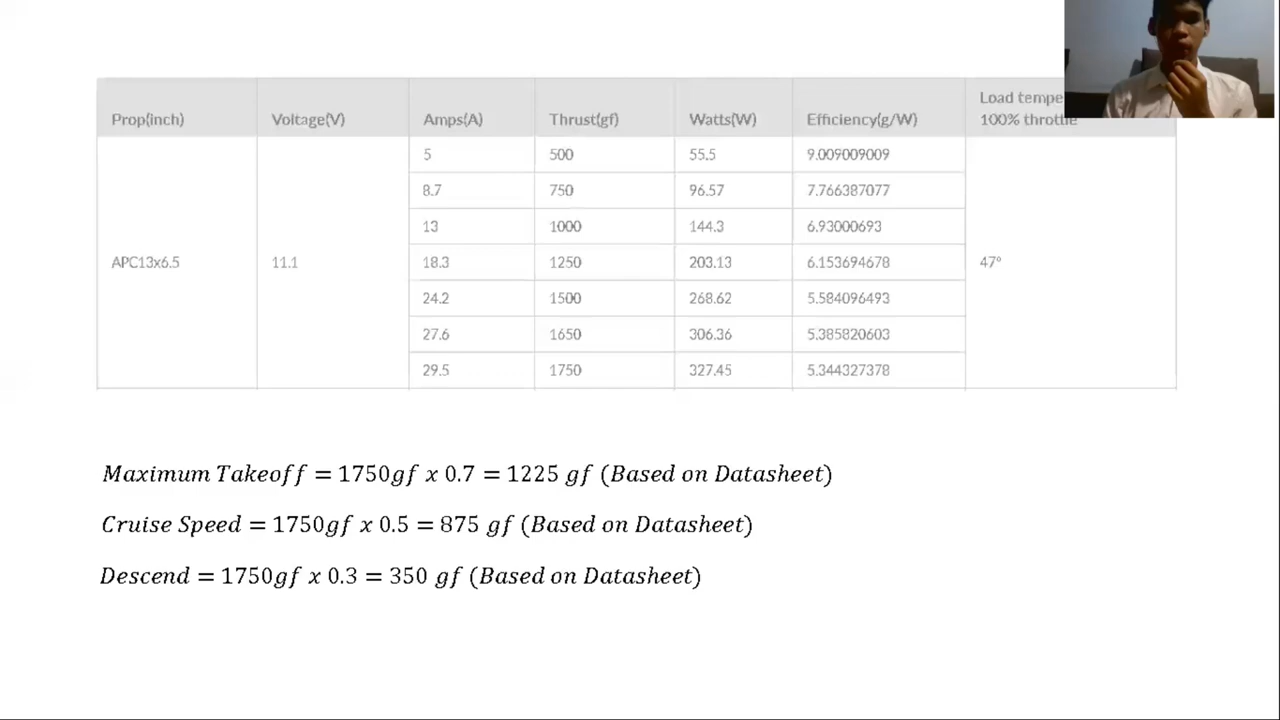 Prop(inch) Voltage(V) Amps(A) Thrust(gf) Watts(W) Efficiency(g/W) Load tempe 100% throttle
5 500 55.5 9.009009009
8.7 750 96.57 7.766387077
13 1000 144.3 6.93000693
APC13x6.5 11.1 18.3 1250 203.13 6.153694678 47°
24.2 1500 268.62 5.584096493
27.6 1650 306.36 5.385820603
29.5 1750 327.45 5.344327378
Maximum Takeoff = 1750gf x 0.7 = 1225 gf (Based on Datasheet)
Cruise Speed = 1750gf x 0.5 = 875 gf (Based on Datasheet)
Descend = 1750gf x 0.3 = 350 gf (Based on Datasheet)